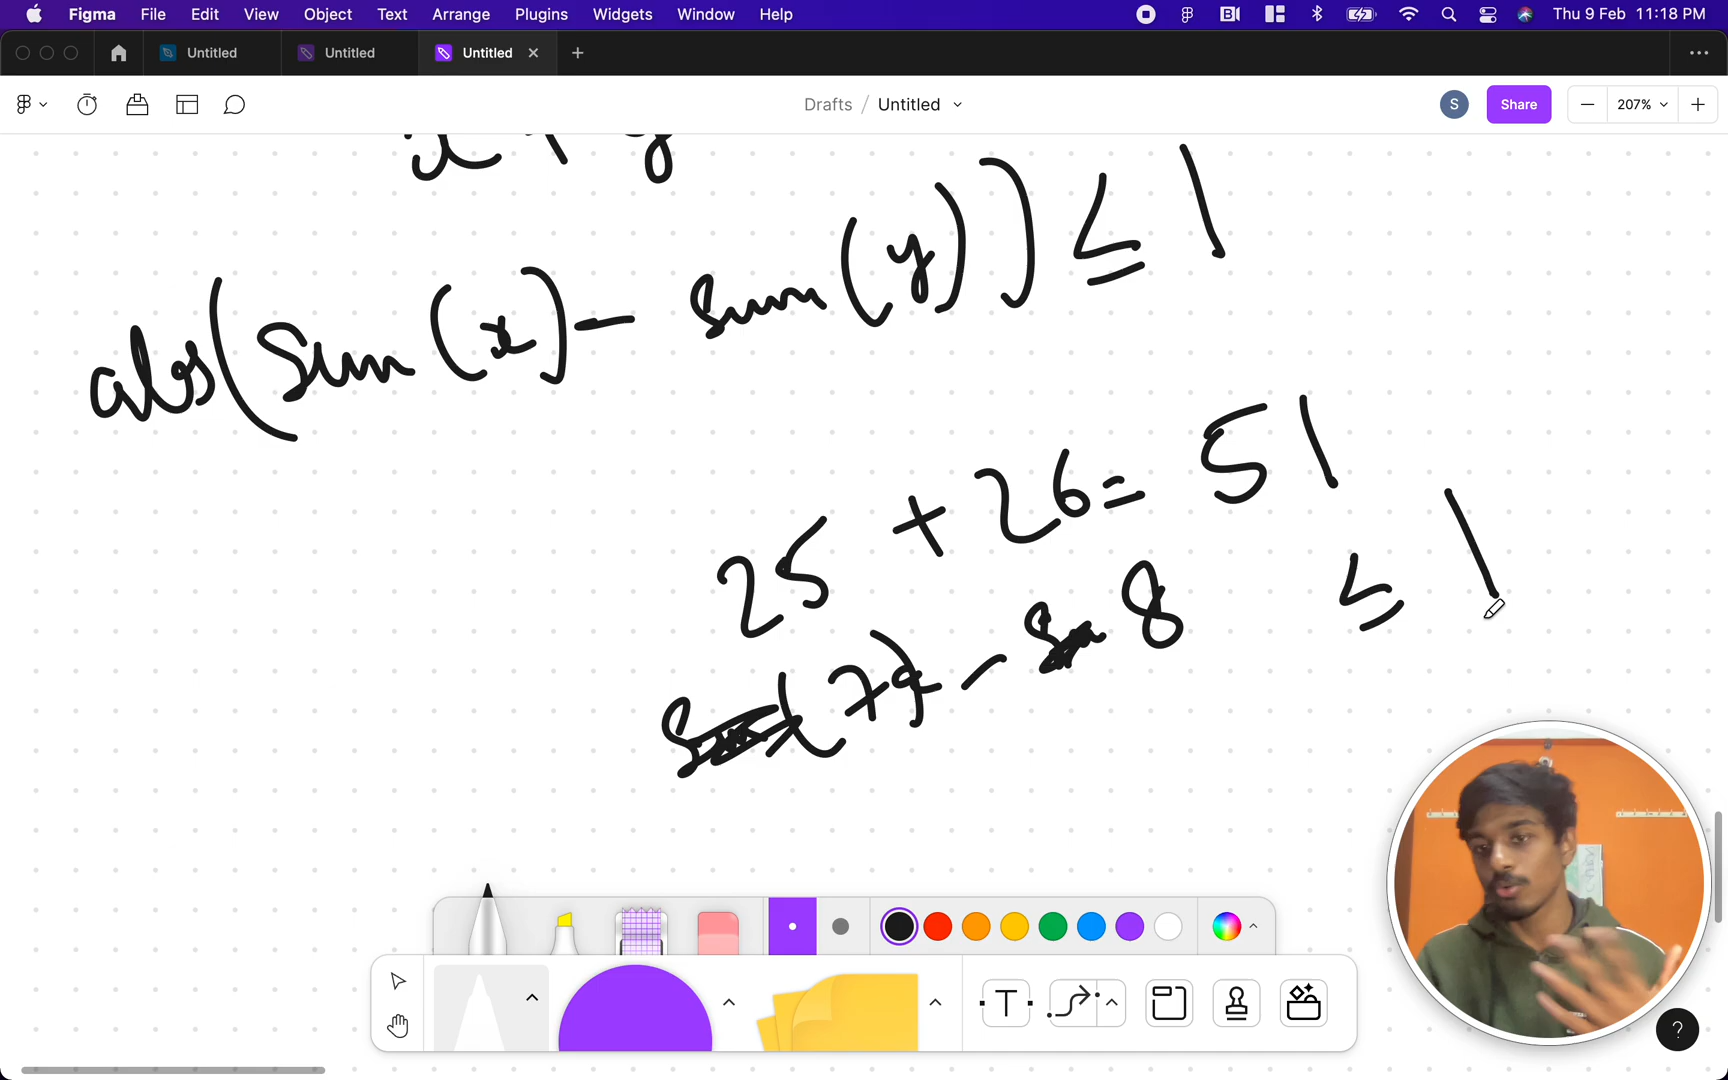 Figma File Edit View Object Text Arrange Plugins Widgets Window Help Thu 9 Feb 11:18 PM
Untitled Untitled Untitled
Drafts / Untitled S Share 207%
x + y
abs(sum(x) - sum(y)) ≤ 1
25 + 26 = 51
7 - 8 ≤ 1
T
?